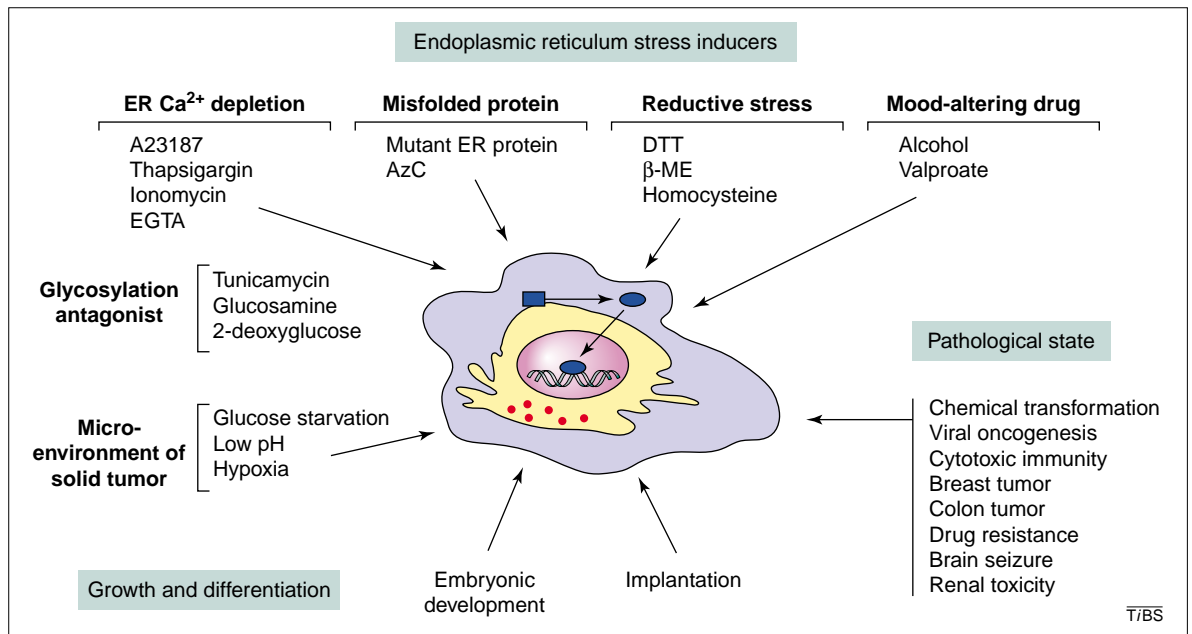 Endoplasmic reticulum stress inducers
ER Ca²⁺ depletion
A23187
Thapsigargin
Ionomycin
EGTA
Misfolded protein
Mutant ER protein
AzC
Reductive stress
DTT
β-ME
Homocysteine
Mood-altering drug
Alcohol
Valproate
Glycosylation
antagonist
Tunicamycin
Glucosamine
2-deoxyglucose
Micro-
environment of
solid tumor
Glucose starvation
Low pH
Hypoxia
Pathological state
Chemical transformation
Viral oncogenesis
Cytotoxic immunity
Breast tumor
Colon tumor
Drug resistance
Brain seizure
Renal toxicity
Growth and differentiation
Embryonic
development
Implantation
TiBS